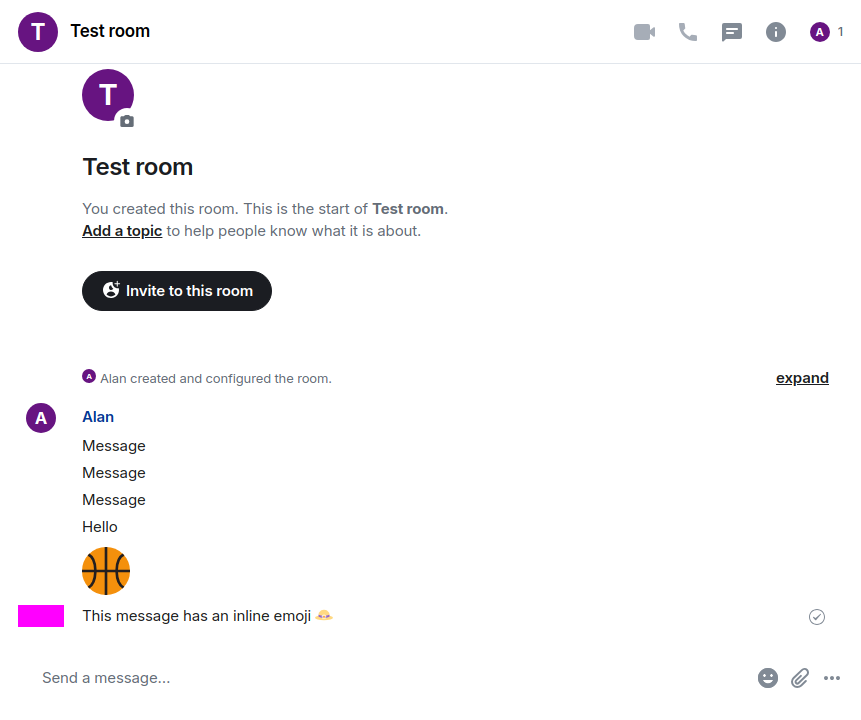 T Test room A 1
T
Test room
You created this room. This is the start of Test room.
Add a topic to help people know what it is about.
Invite to this room
A Alan created and configured the room. expand
A Alan
Message
Message
Message
Hello
This message has an inline emoji 👒
Send a message...